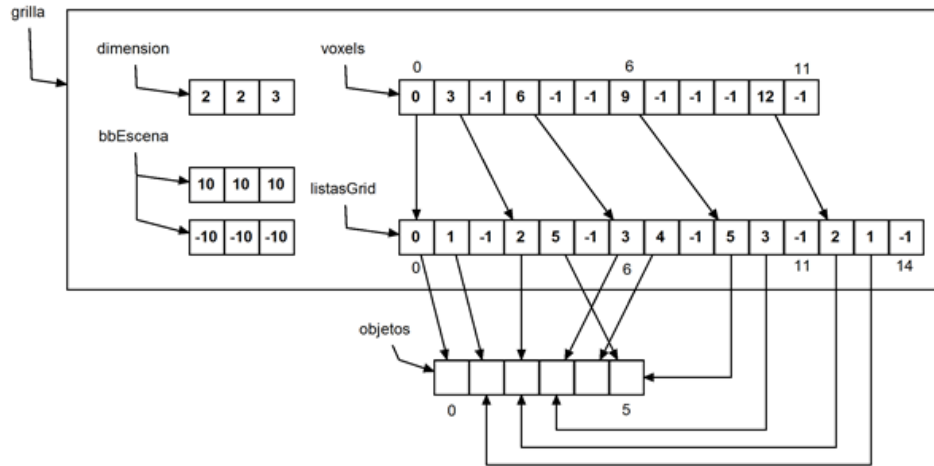 grilla
dimension
2 2 3
voxels
0 6 11
0 3 -1 6 -1 -1 9 -1 -1 -1 12 -1
bbEscena
10 10 10
-10 -10 -10
listasGrid
0 1 -1 2 5 -1 3 4 -1 5 3 -1 2 1 -1
0 6 11 14
objetos
0 5